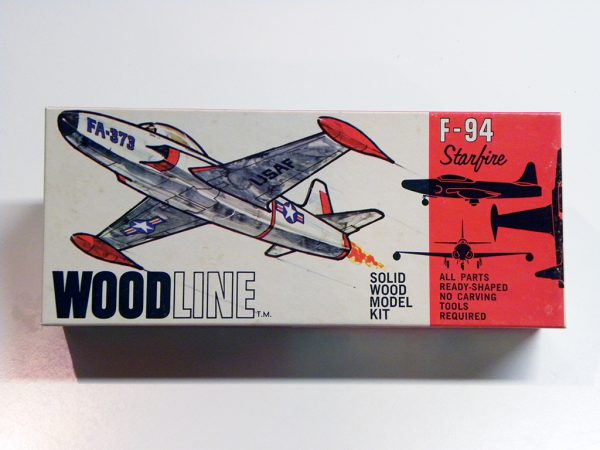 FA-373
USAF
WOODLINE T.M.
SOLID
WOOD
MODEL
KIT
F-94
Starfire
ALL PARTS
READY-SHAPED
NO CARVING
TOOLS
REQUIRED